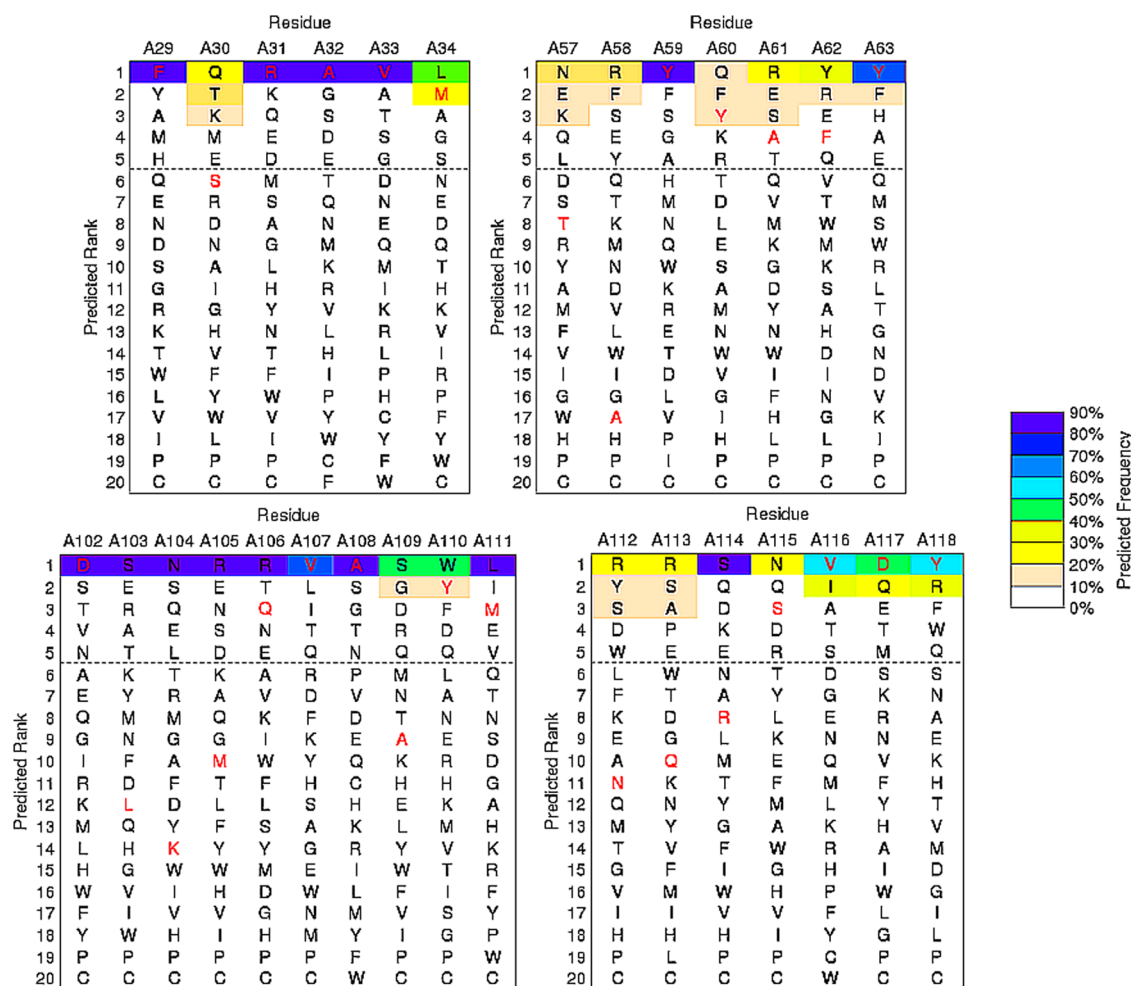 Residue
A29 A30 A31 A32 A33 A34
Predicted Rank
1 F Q R A V L
2 Y T K G A M
3 A K Q S T A
4 M M E D S G
5 H E D E G S
6 Q S M T D N
7 E R S Q N E
8 N D A N E D
9 D N G M Q Q
10 S A L K M T
11 G I H R I H
12 R G Y V K K
13 K H N L R V
14 T V T H L I
15 W F F I P R
16 L Y W P H P
17 V W V Y C F
18 I L I W Y Y
19 P P P C F W
20 C C C F W C
Residue
A57 A58 A59 A60 A61 A62 A63
Predicted Rank
1 N R Y Q R Y Y
2 E F F F E R F
3 K S S Y S E H
4 Q E G K A F A
5 L Y A R T Q E
6 D Q H T Q V Q
7 S T M D V T M
8 T K N L M W S
9 R M Q E K M W
10 Y N W S G K R
11 A D K A D S L
12 M V R M Y A T
13 F L E N N H G
14 V W T W W D N
15 I I D V I I D
16 G G L G F N V
17 W A V I H G K
18 H H P H L L I
19 P P I P P P P
20 C C C C C C C
90%
80%
70%
60%
50%
40%
30%
20%
10%
0%
Predicted Frequency
Residue
A102 A103 A104 A105 A106 A107 A108 A109 A110 A111
Predicted Rank
1 D S N R R V A S W L
2 S E S E T L S G Y I
3 T R Q N Q I G D F M
4 V A E S N T T R D E
5 N T L D E Q N Q Q V
6 A K T K A R P M L Q
7 E Y R A V D V N A T
8 Q M M Q K F D T N N
9 G N G G I K E A E S
10 I F A M W Y Q K R D
11 R D F T F H C H H G
12 K L D L L S H E K A
13 M Q Y F S A K L M H
14 L H K Y Y G R Y V K
15 H G W W M E I W T R
16 W V I H D W L F I F
17 F I V V G N M V S Y
18 Y W H I H M Y I G P
19 P P P P P P F P P W
20 C C C C C C W C C C
Residue
A112 A113 A114 A115 A116 A117 A118
Predicted Rank
1 R R S N V D Y
2 Y S Q Q I Q R
3 S A D S A E F
4 D P K D T T W
5 W E E R S M Q
6 L W N T D S S
7 F T A Y G K N
8 K D R L E R A
9 E G L K N N E
10 A Q M E Q V K
11 N K T F M F H
12 Q N Y M L Y T
13 M Y G A K H V
14 T V F W R A M
15 G F I G H I D
16 V M W H P W G
17 I I V V F L I
18 H H H I Y G L
19 P L P P C P P
20 C C C C W C C